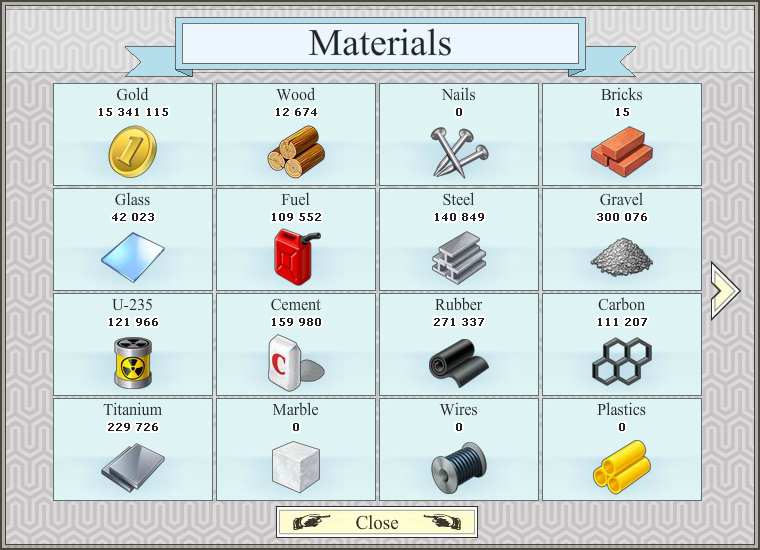 Materials
Gold
15 341 115
Wood
12 674
Nails
0
Bricks
15
Glass
42 023
Fuel
109 552
Steel
140 849
Gravel
300 076
U-235
121 966
Cement
159 980
C
Rubber
271 337
Carbon
111 207
Titanium
229 726
Marble
0
Wires
0
Plastics
0
Close